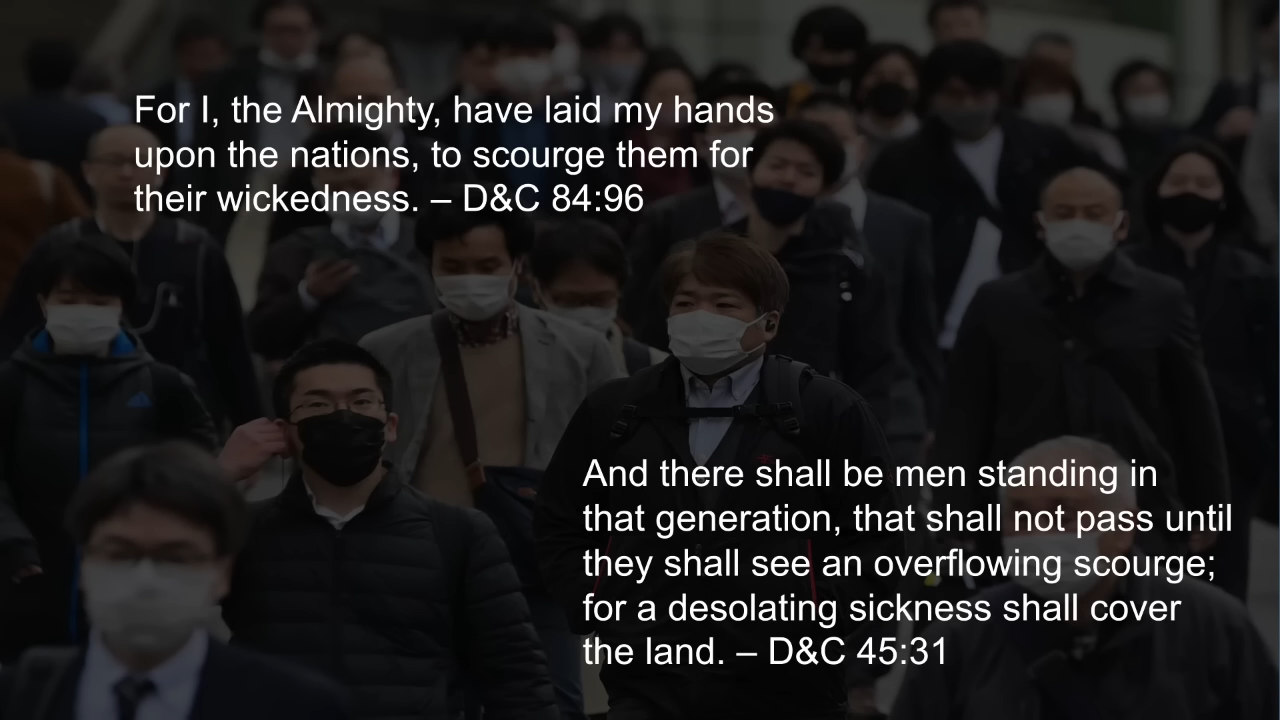 For I, the Almighty, have laid my hands
upon the nations, to scourge them for
their wickedness. – D&C 84:96
And there shall be men standing in
that generation, that shall not pass until
they shall see an overflowing scourge;
for a desolating sickness shall cover
the land. – D&C 45:31